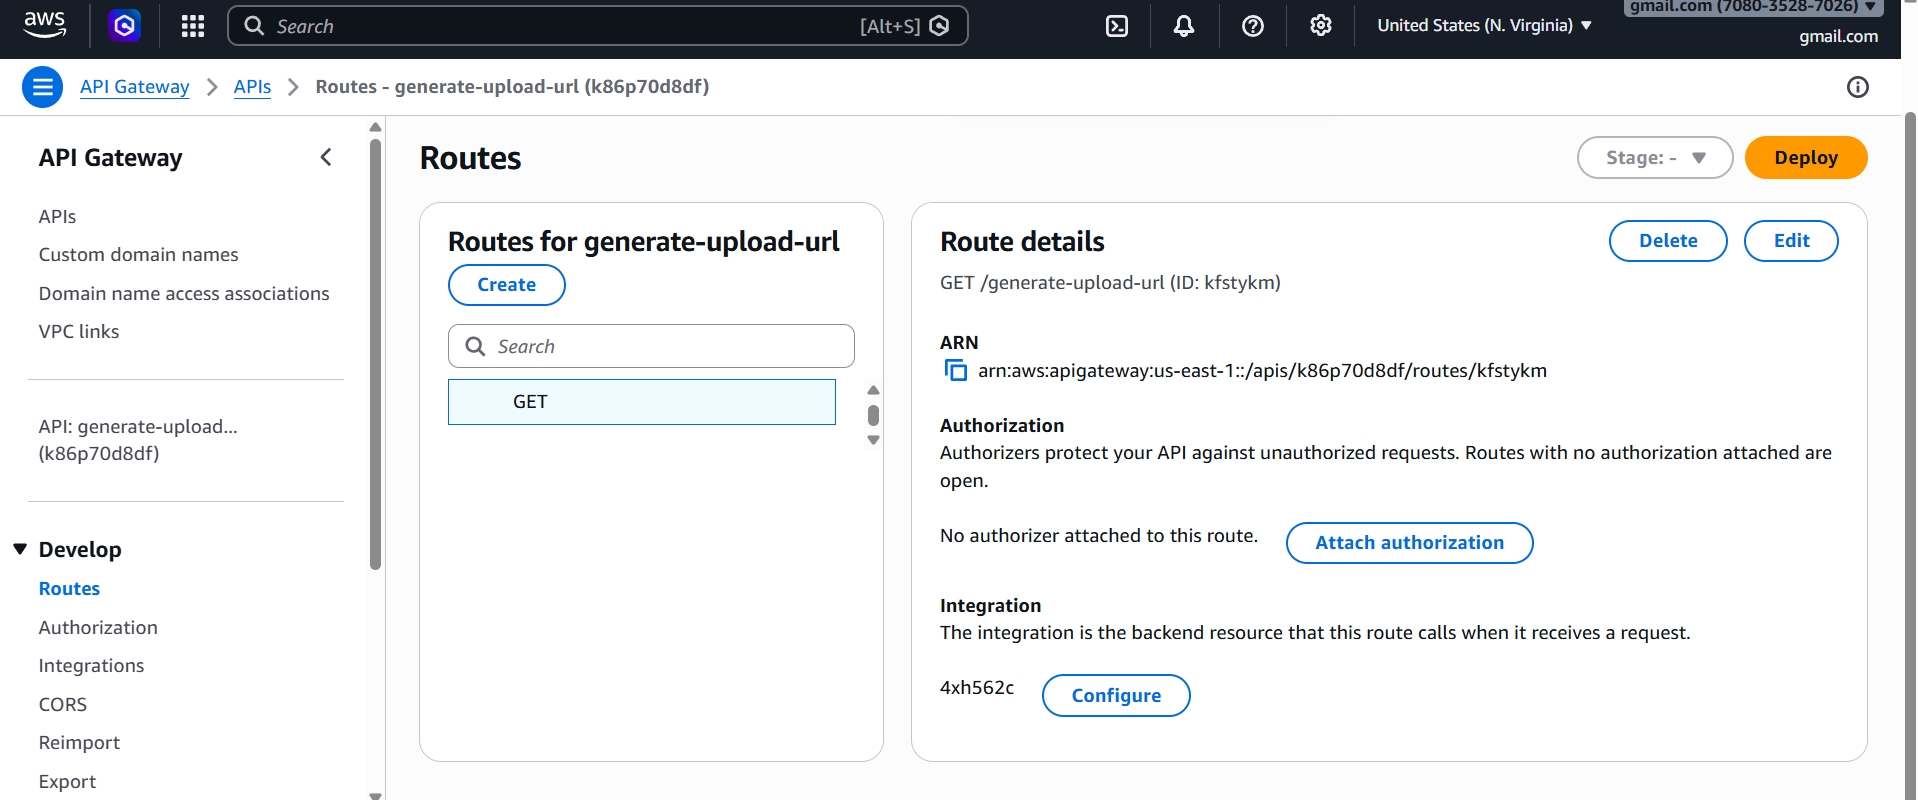 aws
Search
[Alt+S]
United States (N. Virginia)
gmail.com (7080-3528-7026)
gmail.com
API Gateway
APIs
Routes - generate-upload-url (k86p70d8df)
API Gateway
APIs
Custom domain names
Domain name access associations
VPC links
API: generate-upload...
(k86p70d8df)
Develop
Routes
Authorization
Integrations
CORS
Reimport
Export
Routes
Stage: -
Deploy
Routes for generate-upload-url
Create
Search
GET
Route details
Delete
Edit
GET /generate-upload-url (ID: kfstykm)
ARN
arn:aws:apigateway:us-east-1::/apis/k86p70d8df/routes/kfstykm
Authorization
Authorizers protect your API against unauthorized requests. Routes with no authorization attached are
open.
No authorizer attached to this route.
Attach authorization
Integration
The integration is the backend resource that this route calls when it receives a request.
4xh562c
Configure